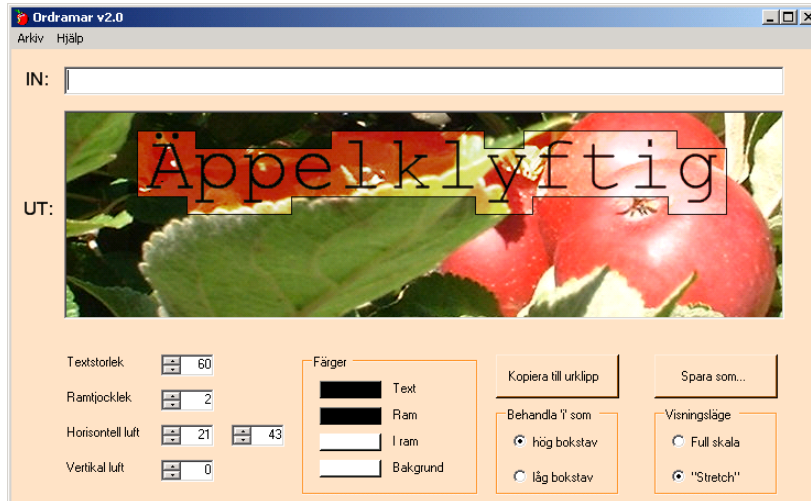 Ordramar v2.0
Arkiv Hjälp
IN:
UT:
Äppelklyftig
Textstorlek 60
Ramtjocklek 2
Horisontell luft 21 43
Vertikal luft 0
Färger
Text
Ram
I ram
Bakgrund
Kopiera till urklipp
Spara som...
Behandla 'i' som
hög bokstav
låg bokstav
Visningsläge
Full skala
"Stretch"